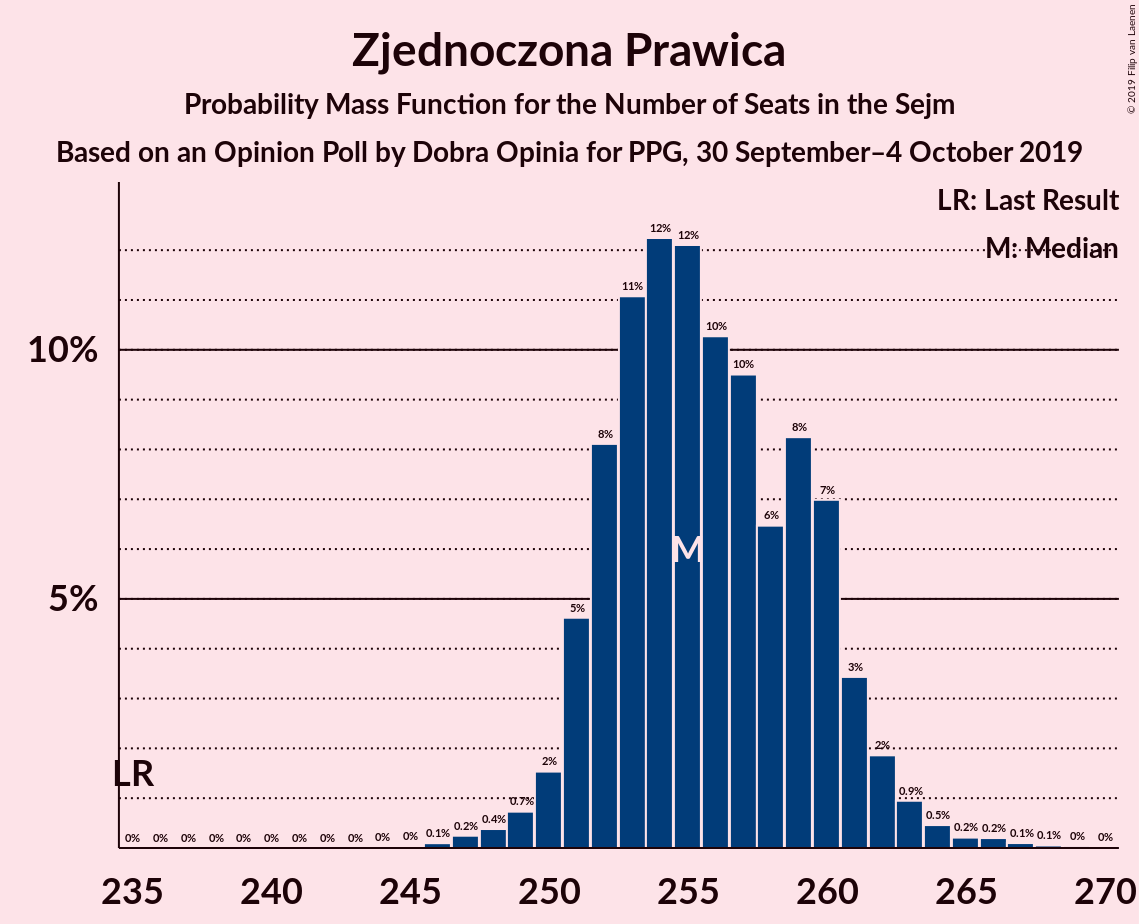 © 2019 Filip van Laenen
Zjednoczona Prawica
Probability Mass Function for the Number of Seats in the Sejm
Based on an Opinion Poll by Dobra Opinia for PPG, 30 September–4 October 2019
LR: Last Result
M: Median
10%
5%
LR
M
0% 0% 0% 0% 0% 0% 0% 0% 0% 0% 0% 0.1% 0.2% 0.4% 0.7% 2% 5% 8% 11% 12% 12% 10% 10% 6% 8% 7% 3% 2% 0.9% 0.5% 0.2% 0.2% 0.1% 0.1% 0% 0%
235 240 245 250 255 260 265 270